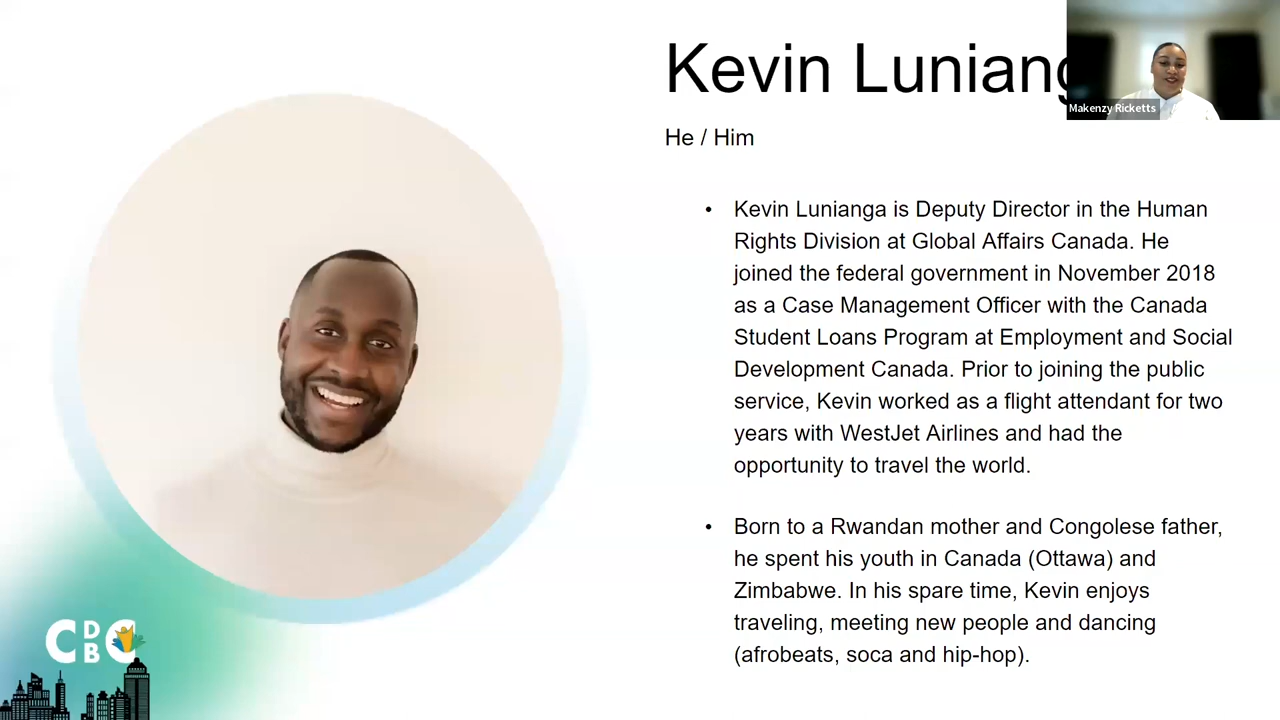 Kevin Luniang
Makenzy Ricketts
He / Him
• Kevin Lunianga is Deputy Director in the Human
Rights Division at Global Affairs Canada. He
joined the federal government in November 2018
as a Case Management Officer with the Canada
Student Loans Program at Employment and Social
Development Canada. Prior to joining the public
service, Kevin worked as a flight attendant for two
years with WestJet Airlines and had the
opportunity to travel the world.
• Born to a Rwandan mother and Congolese father,
he spent his youth in Canada (Ottawa) and
Zimbabwe. In his spare time, Kevin enjoys
traveling, meeting new people and dancing
(afrobeats, soca and hip-hop).
CDBC